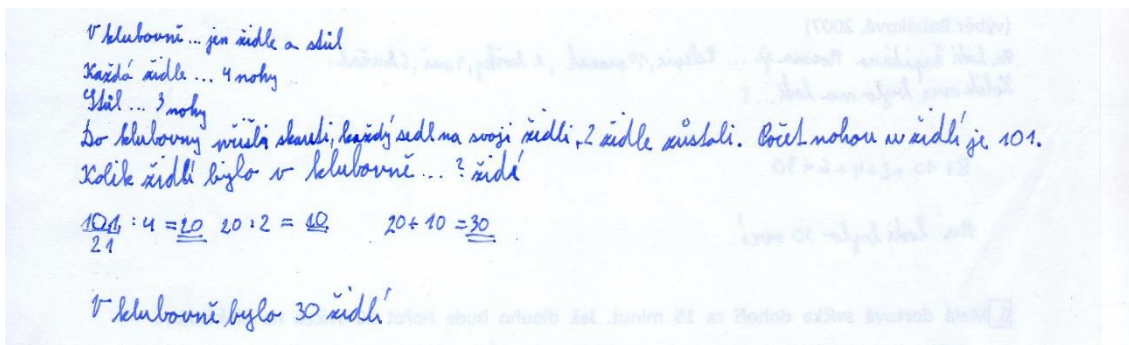 V klubovně... jen židle a stůl
Každá židle ... 4 nohy
Stůl ... 3 nohy
Do klubovny přišli skauti, každý sedl na svoji židli, 2 židle zůstali. Počet nohou u židlí je 101.
Kolik židlí bylo v klubovně... ? židlí
101 : 4 = 20 20 : 2 = 10 20 + 10 = 30
21
V klubovně bylo 30 židlí